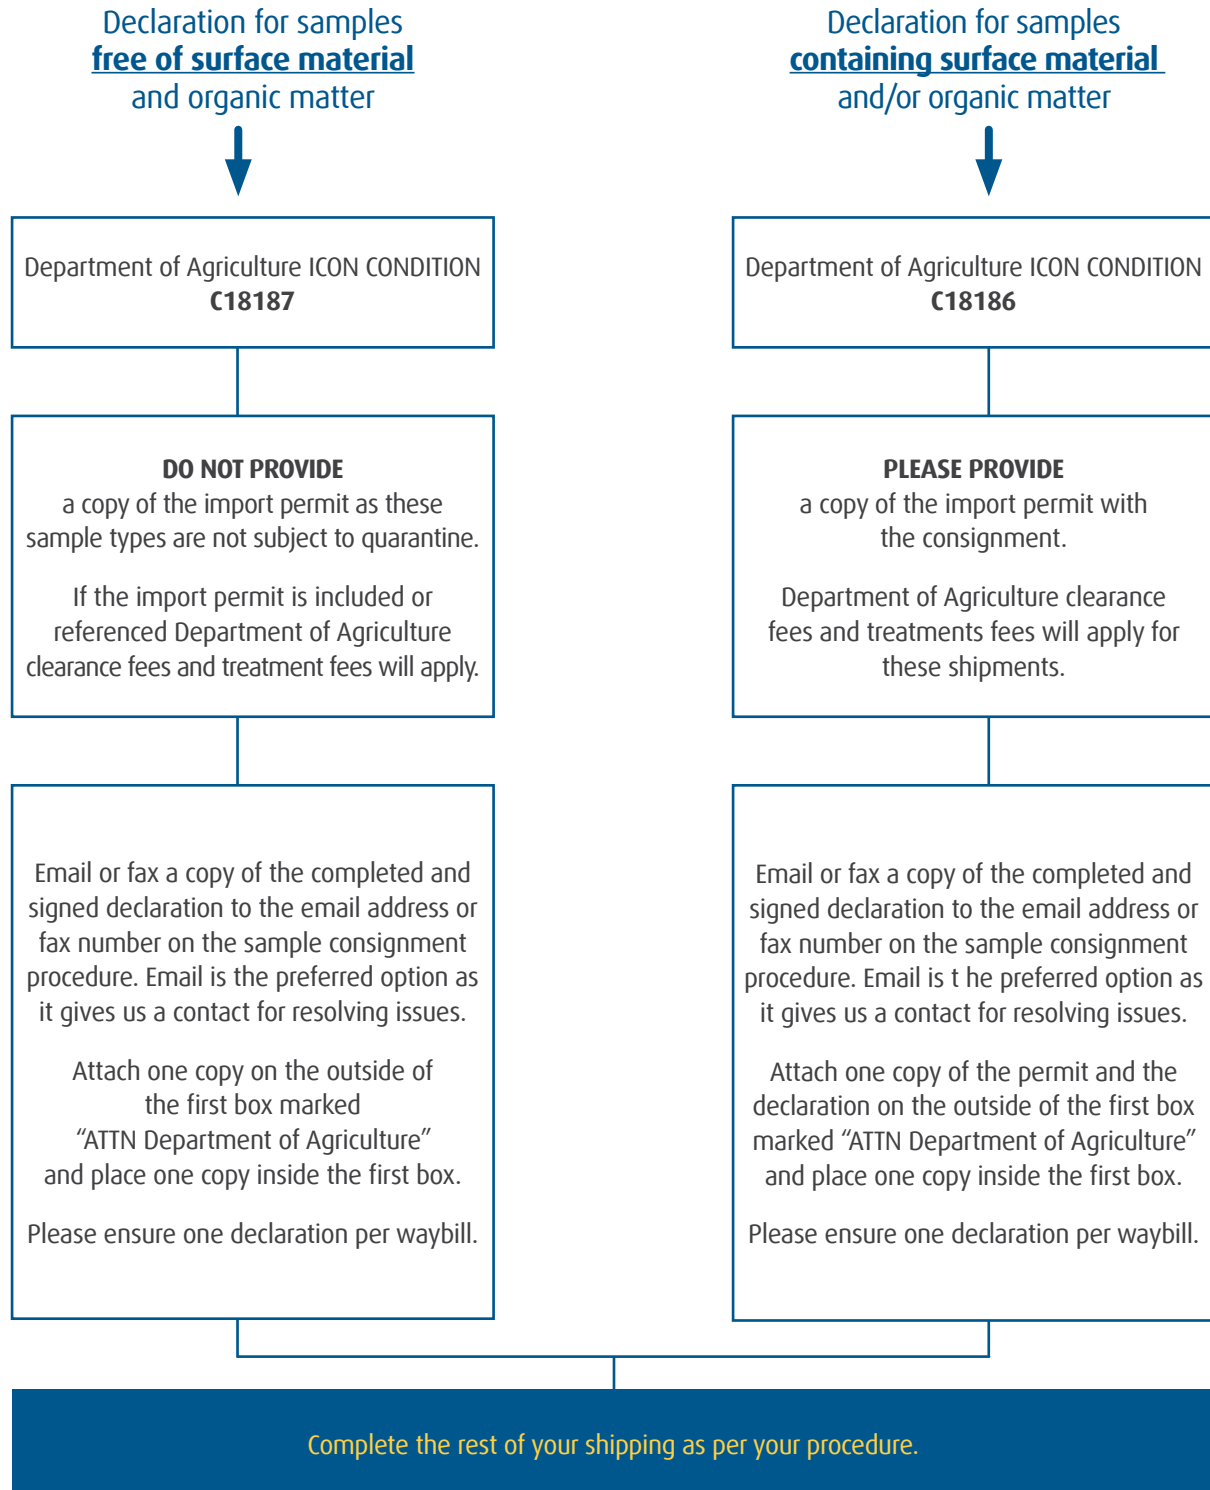 Declaration for samples
free of surface material
and organic matter
Department of Agriculture ICON CONDITION
C18187
DO NOT PROVIDE
a copy of the import permit as these
sample types are not subject to quarantine.
If the import permit is included or
referenced Department of Agriculture
clearance fees and treatment fees will apply.
Email or fax a copy of the completed and
signed declaration to the email address or
fax number on the sample consignment
procedure. Email is the preferred option as
it gives us a contact for resolving issues.
Attach one copy on the outside of
the first box marked
“ATTN Department of Agriculture”
and place one copy inside the first box.
Please ensure one declaration per waybill.
Declaration for samples
containing surface material
and/or organic matter
Department of Agriculture ICON CONDITION
C18186
PLEASE PROVIDE
a copy of the import permit with
the consignment.
Department of Agriculture clearance
fees and treatments fees will apply for
these shipments.
Email or fax a copy of the completed and
signed declaration to the email address or
fax number on the sample consignment
procedure. Email is t he preferred option as
it gives us a contact for resolving issues.
Attach one copy of the permit and the
declaration on the outside of the first box
marked “ATTN Department of Agriculture”
and place one copy inside the first box.
Please ensure one declaration per waybill.
Complete the rest of your shipping as per your procedure.